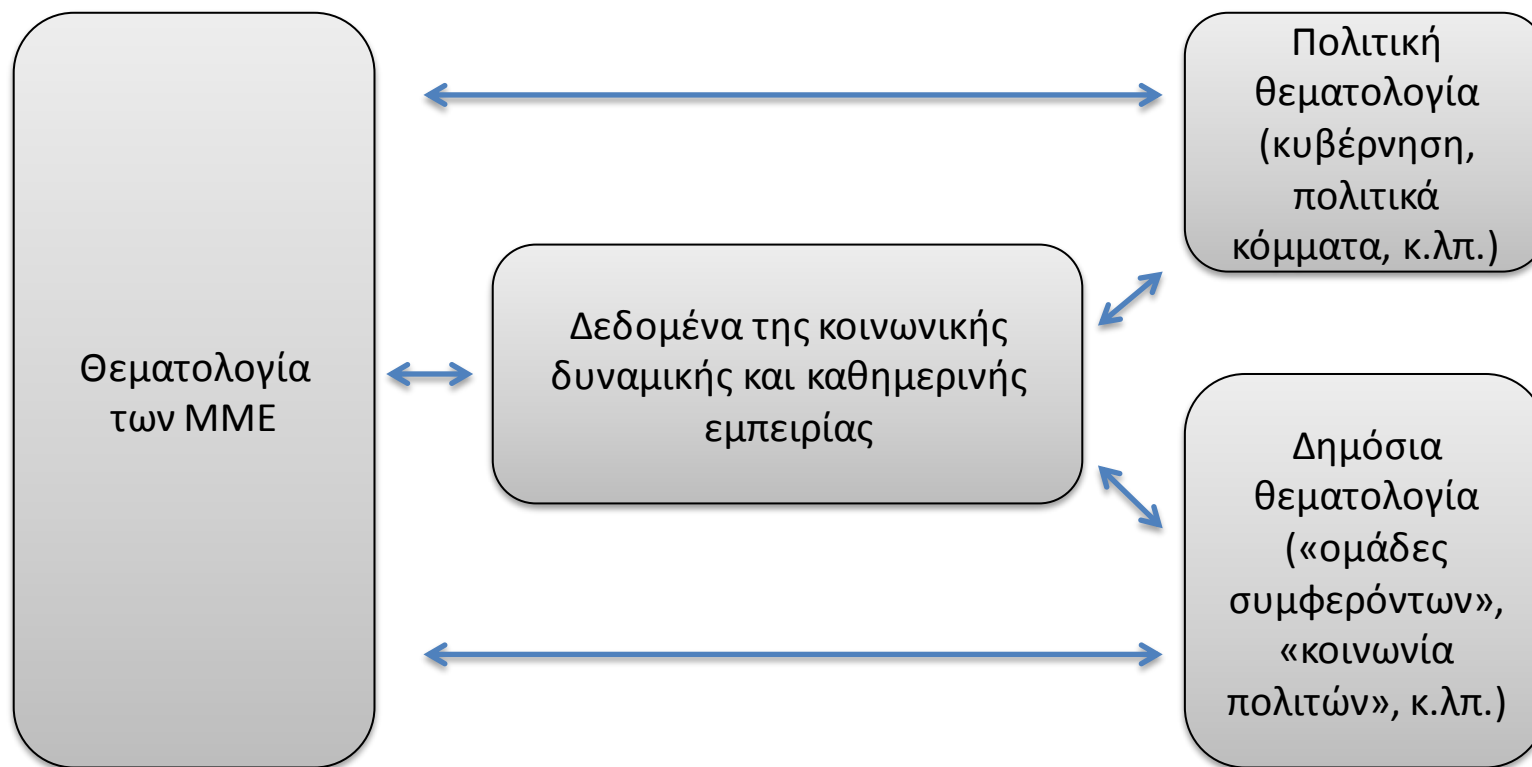 Θεματολογία
των ΜΜΕ
Δεδομένα της κοινωνικής
δυναμικής και καθημερινής
εμπειρίας
Πολιτική
θεματολογία
(κυβέρνηση,
πολιτικά
κόμματα, κ.λπ.)
Δημόσια
θεματολογία
(«ομάδες
συμφερόντων»,
«κοινωνία
πολιτών», κ.λπ.)